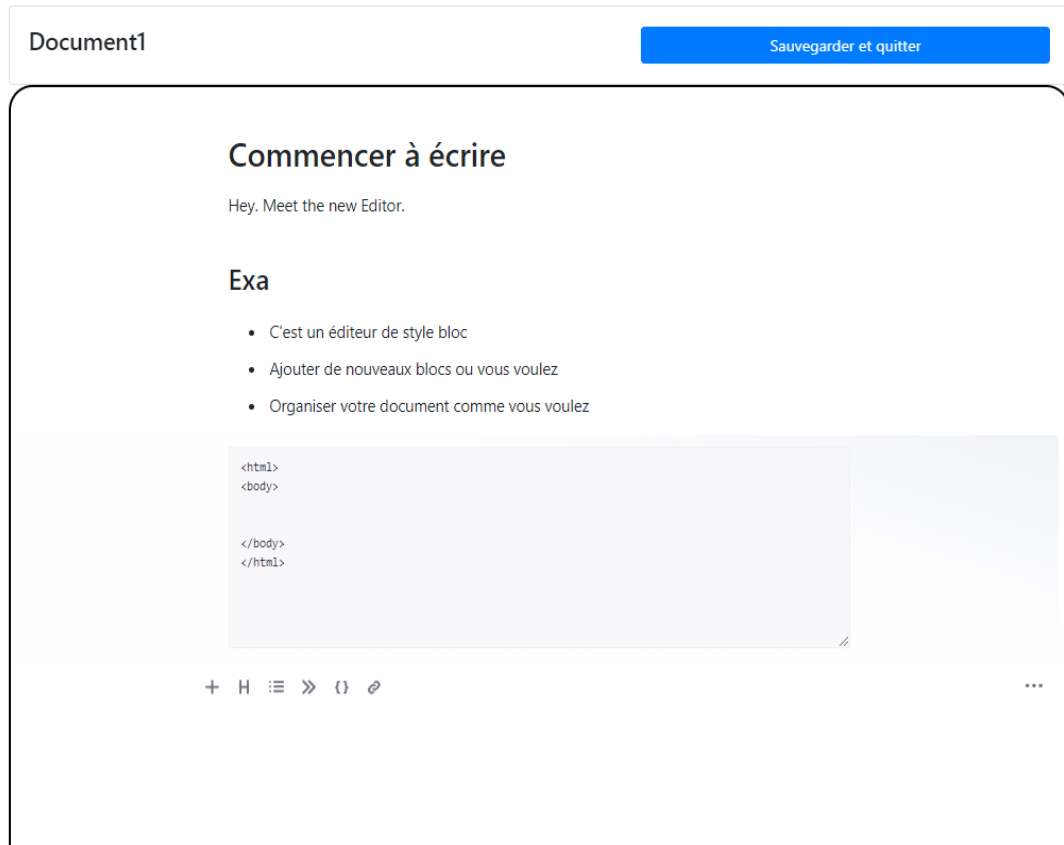 Document1
Sauvegarder et quitter
Commencer à écrire
Hey. Meet the new Editor.
Exa
C'est un éditeur de style bloc
Ajouter de nouveaux blocs ou vous voulez
Organiser votre document comme vous voulez
<html>
<body>
</body>
</html>
H